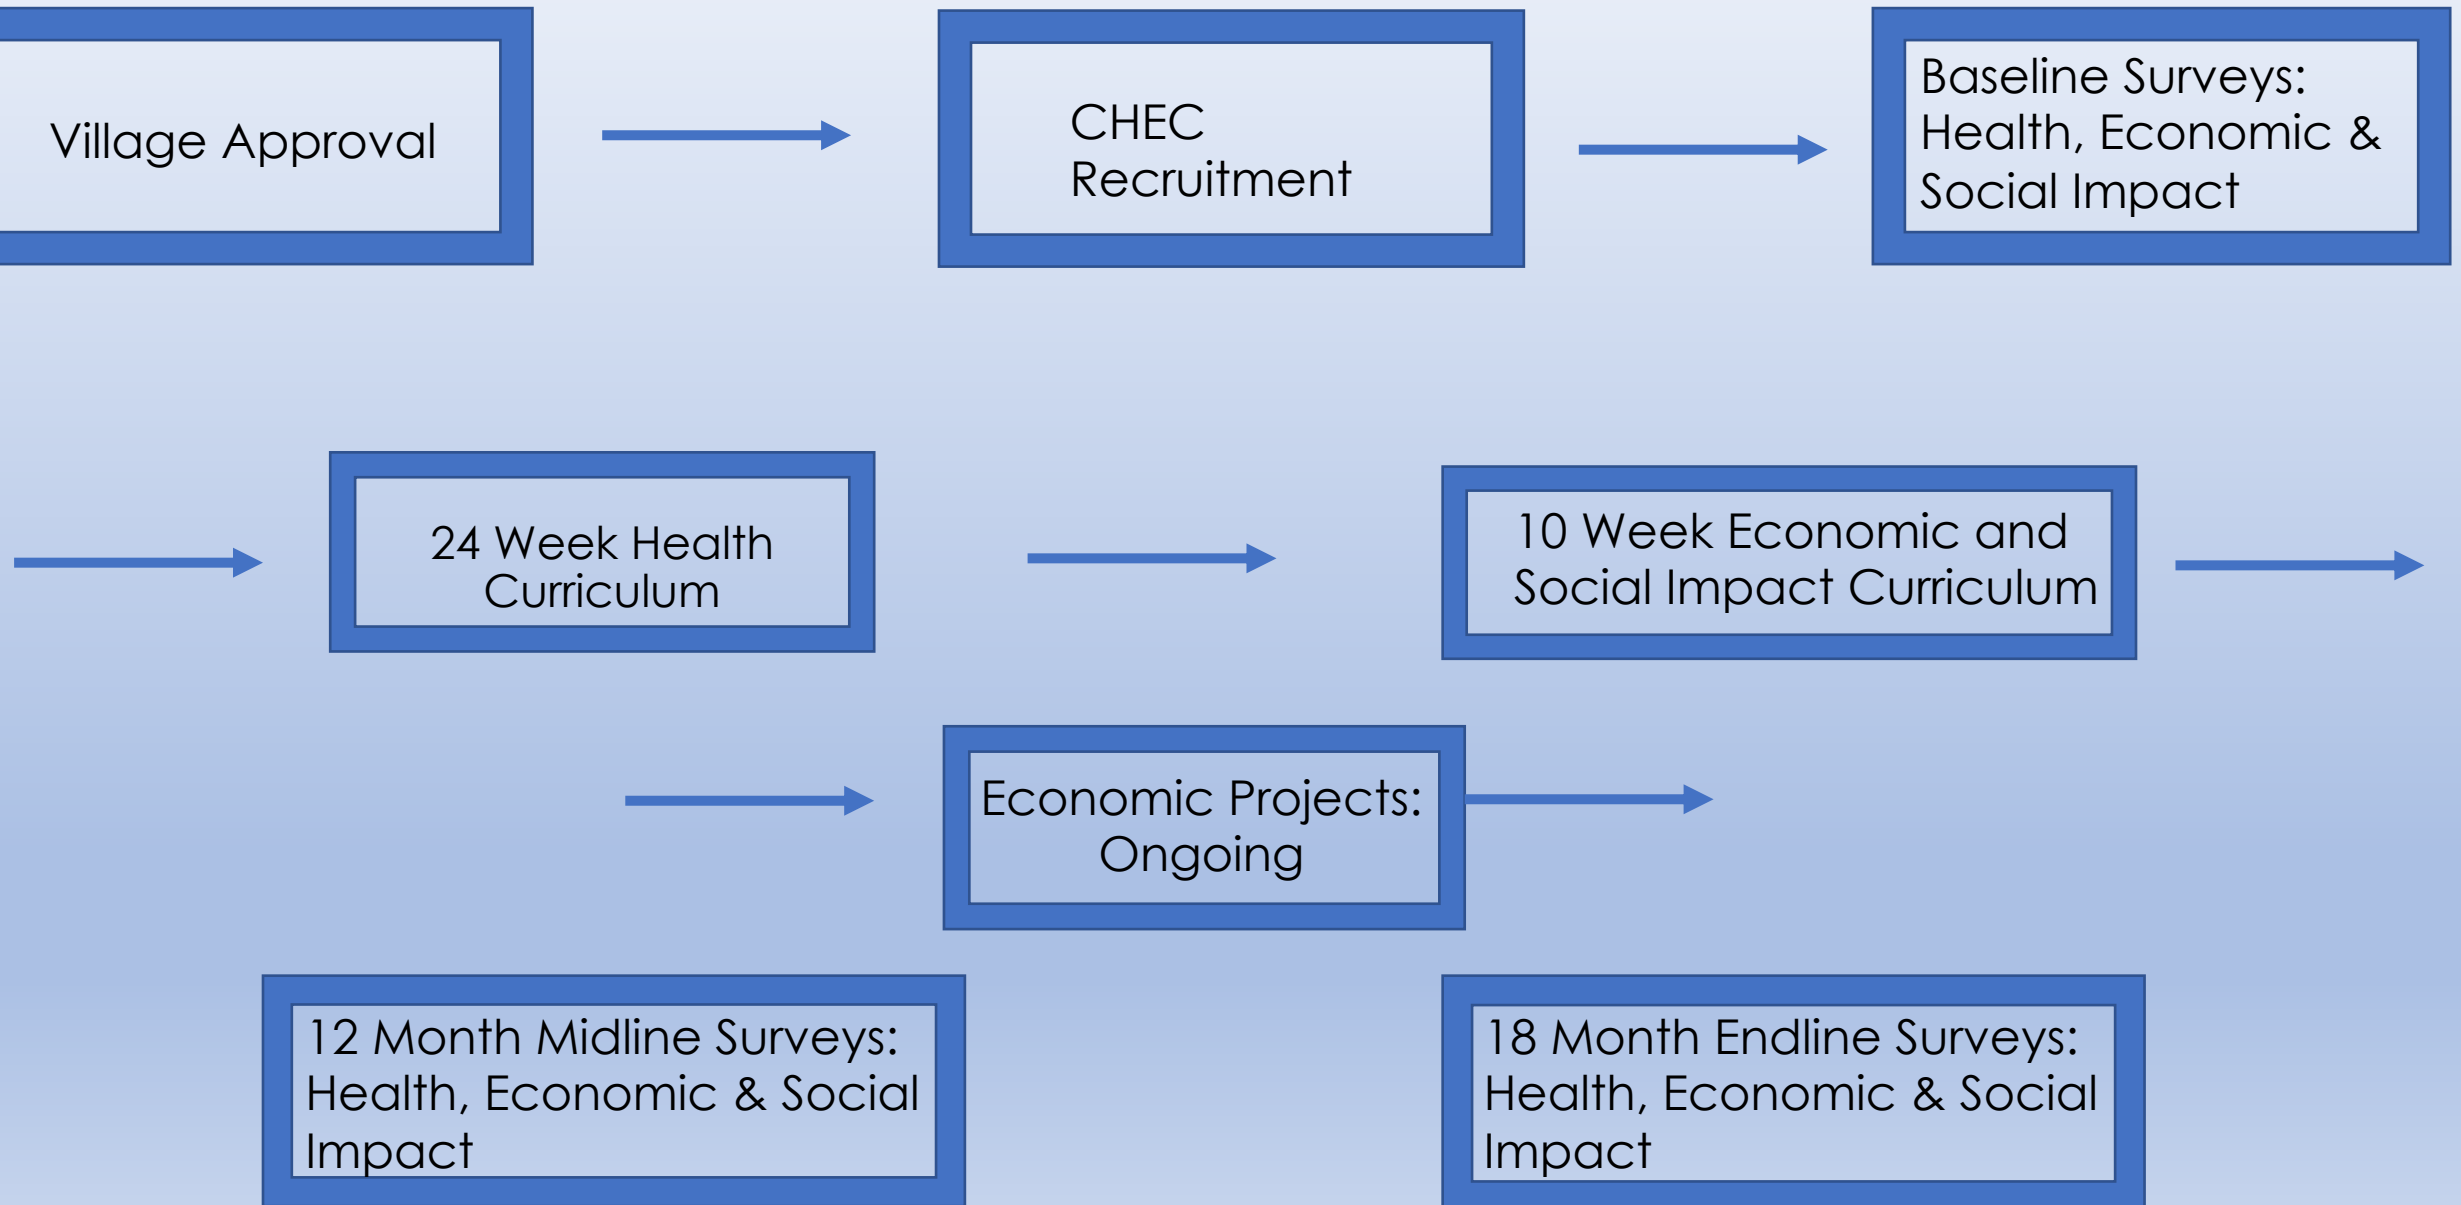 Village Approval
CHEC
Recruitment
Baseline Surveys:
Health, Economic &
Social Impact
24 Week Health
Curriculum
10 Week Economic and
Social Impact Curriculum
Economic Projects:
Ongoing
12 Month Midline Surveys:
Health, Economic & Social
Impact
18 Month Endline Surveys:
Health, Economic & Social
Impact